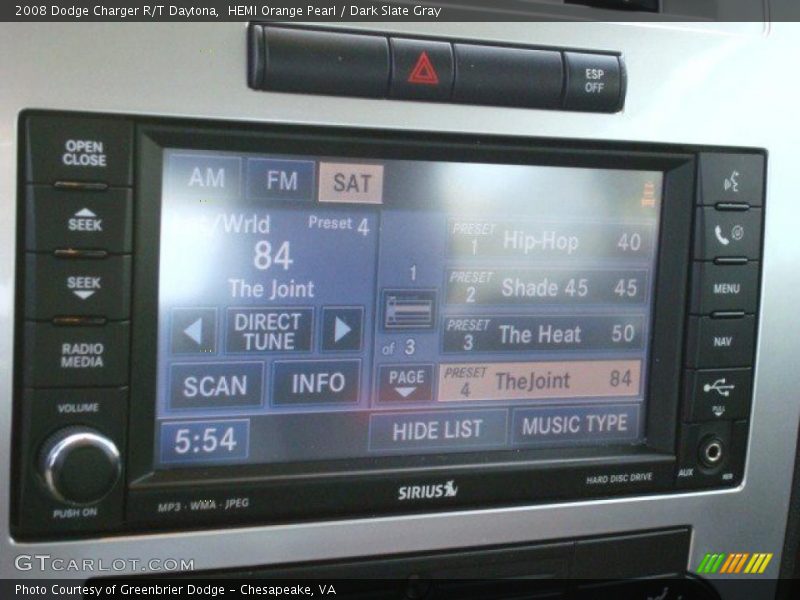 2008 Dodge Charger R/T Daytona, HEMI Orange Pearl / Dark Slate Gray
ESP
OFF
OPEN
CLOSE
SEEK
SEEK
RADIO
MEDIA
VOLUME
PUSH ON
AM
FM
SAT
/Wrld
Preset 4
84
The Joint
DIRECT
TUNE
SCAN
INFO
5:54
1
of 3
PAGE
PRESET
1
Hip-Hop
40
PRESET
2
Shade 45
45
PRESET
3
The Heat
50
PRESET
4
TheJoint
84
HIDE LIST
MUSIC TYPE
MENU
NAV
PULL
AUX
MP3 · WMA · JPEG
SIRIUS
HARD DISC DRIVE
GTCARLOT.COM
Photo Courtesy of Greenbrier Dodge – Chesapeake, VA